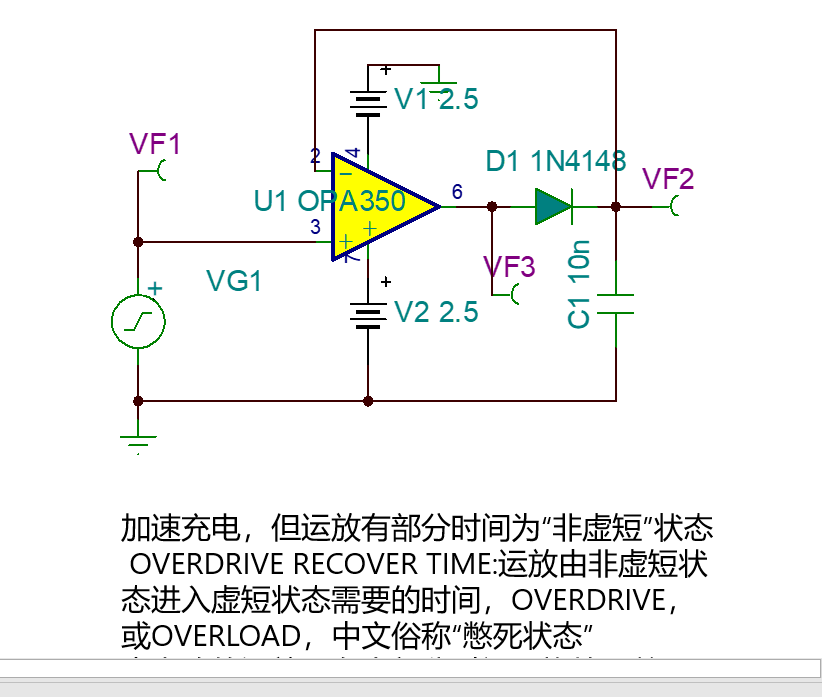 VF1
2
4
V1 2.5
D1 1N4148
VF2
U1 OPA350
6
3
7
VF3
VG1
V2 2.5
C1 10n
加速充电，但运放有部分时间为“非虚短”状态
OVERDRIVE RECOVER TIME:运放由非虚短状
态进入虚短状态需要的时间，OVERDRIVE，
或OVERLOAD，中文俗称“憋死状态”